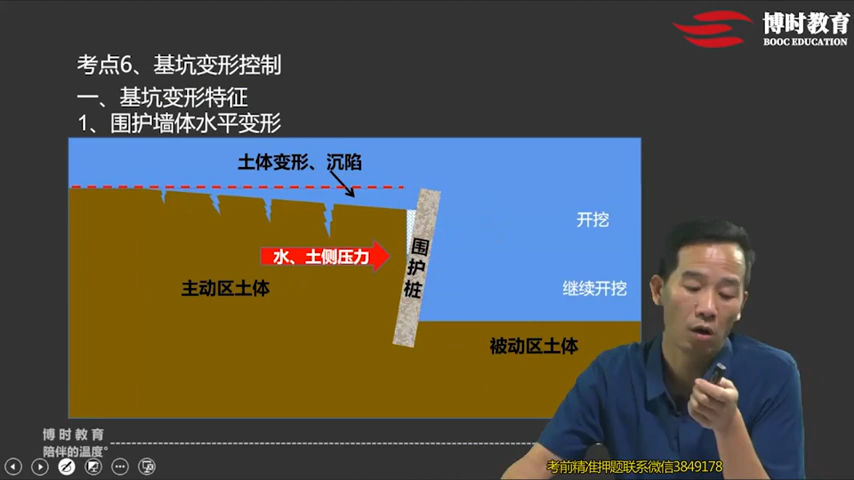 博时教育
BOOC EDUCATION
考点6、基坑变形控制
一、基坑变形特征
1、围护墙体水平变形
土体变形、沉陷
开挖
水、土侧压力
围护桩
主动区土体
继续开挖
被动区土体
博时教育
陪伴的温度°
考前精准押题联系微信3849178